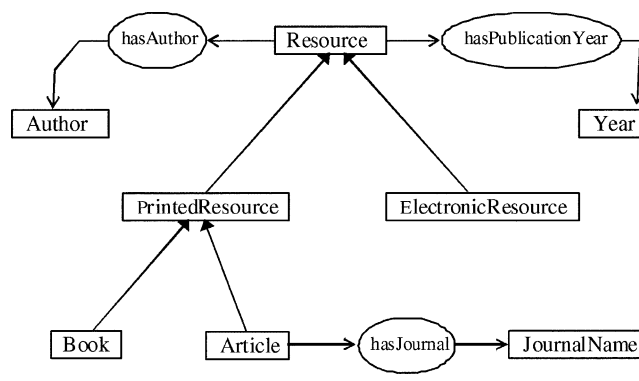 hasAuthor
Resource
hasPublicationYear
Author
Year
PrintedResource
ElectronicResource
Book
Article
hasJournal
JournalName